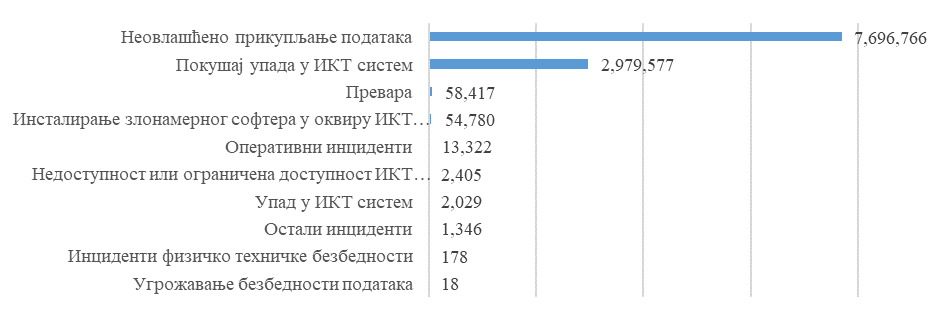 Неовлашћено прикупљање података 7,696,766
Покушај упада у ИКТ систем 2,979,577
Превара 58,417
Инсталирање злонамерног софтера у оквиру ИКТ… 54,780
Оперативни инциденти 13,322
Недоступност или ограничена доступност ИКТ… 2,405
Упад у ИКТ систем 2,029
Остали инциденти 1,346
Инциденти физичко техничке безбедности 178
Угрожавање безбедности података 18